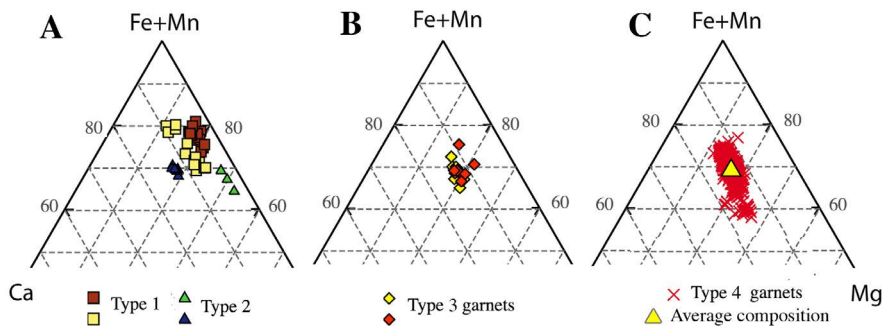 A
Fe+Mn
80
80
60
60
Ca
Type 1
Type 2
B
Fe+Mn
80
80
60
60
Type 3 garnets
C
Fe+Mn
80
80
60
60
Mg
Type 4 garnets
Average composition